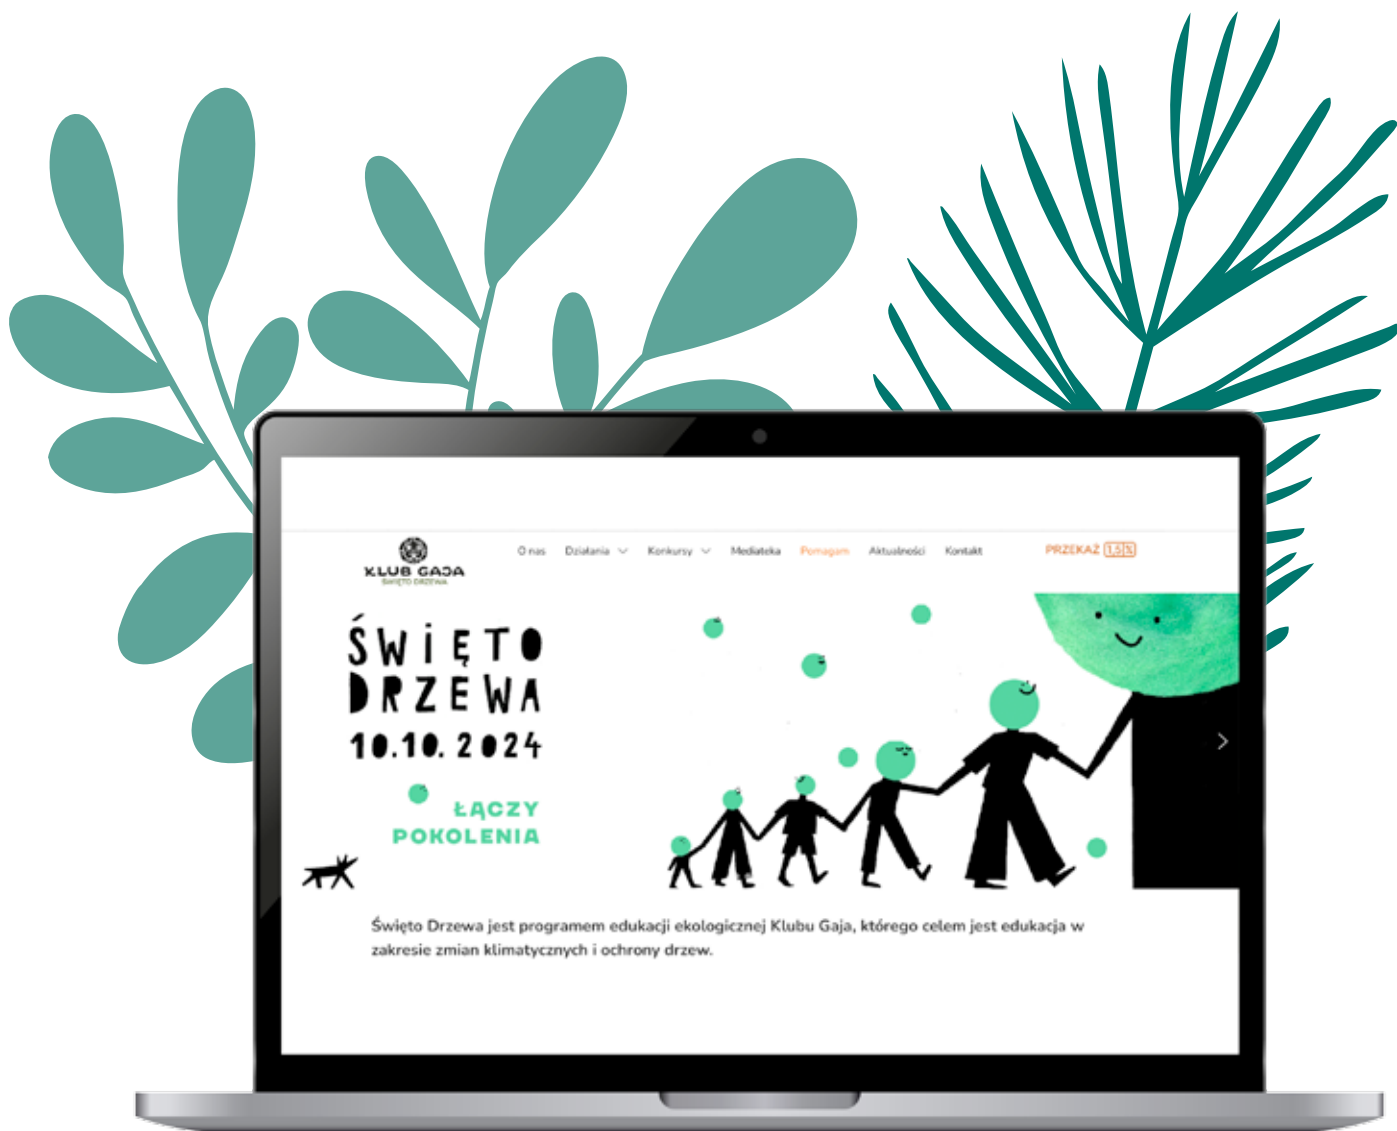 KLUB GAJA
ŚWIĘTO DRZEWA
O nas Działania Konkursy Mediateka Pomagam Aktualności Kontakt
PRZEKAŻ 1,5%
ŚWiĘTO
DRZEWA
10.10.2024
ŁĄCZY
POKOLENIA
Święto Drzewa jest programem edukacji ekologicznej Klubu Gaja, którego celem jest edukacja w
zakresie zmian klimatycznych i ochrony drzew.